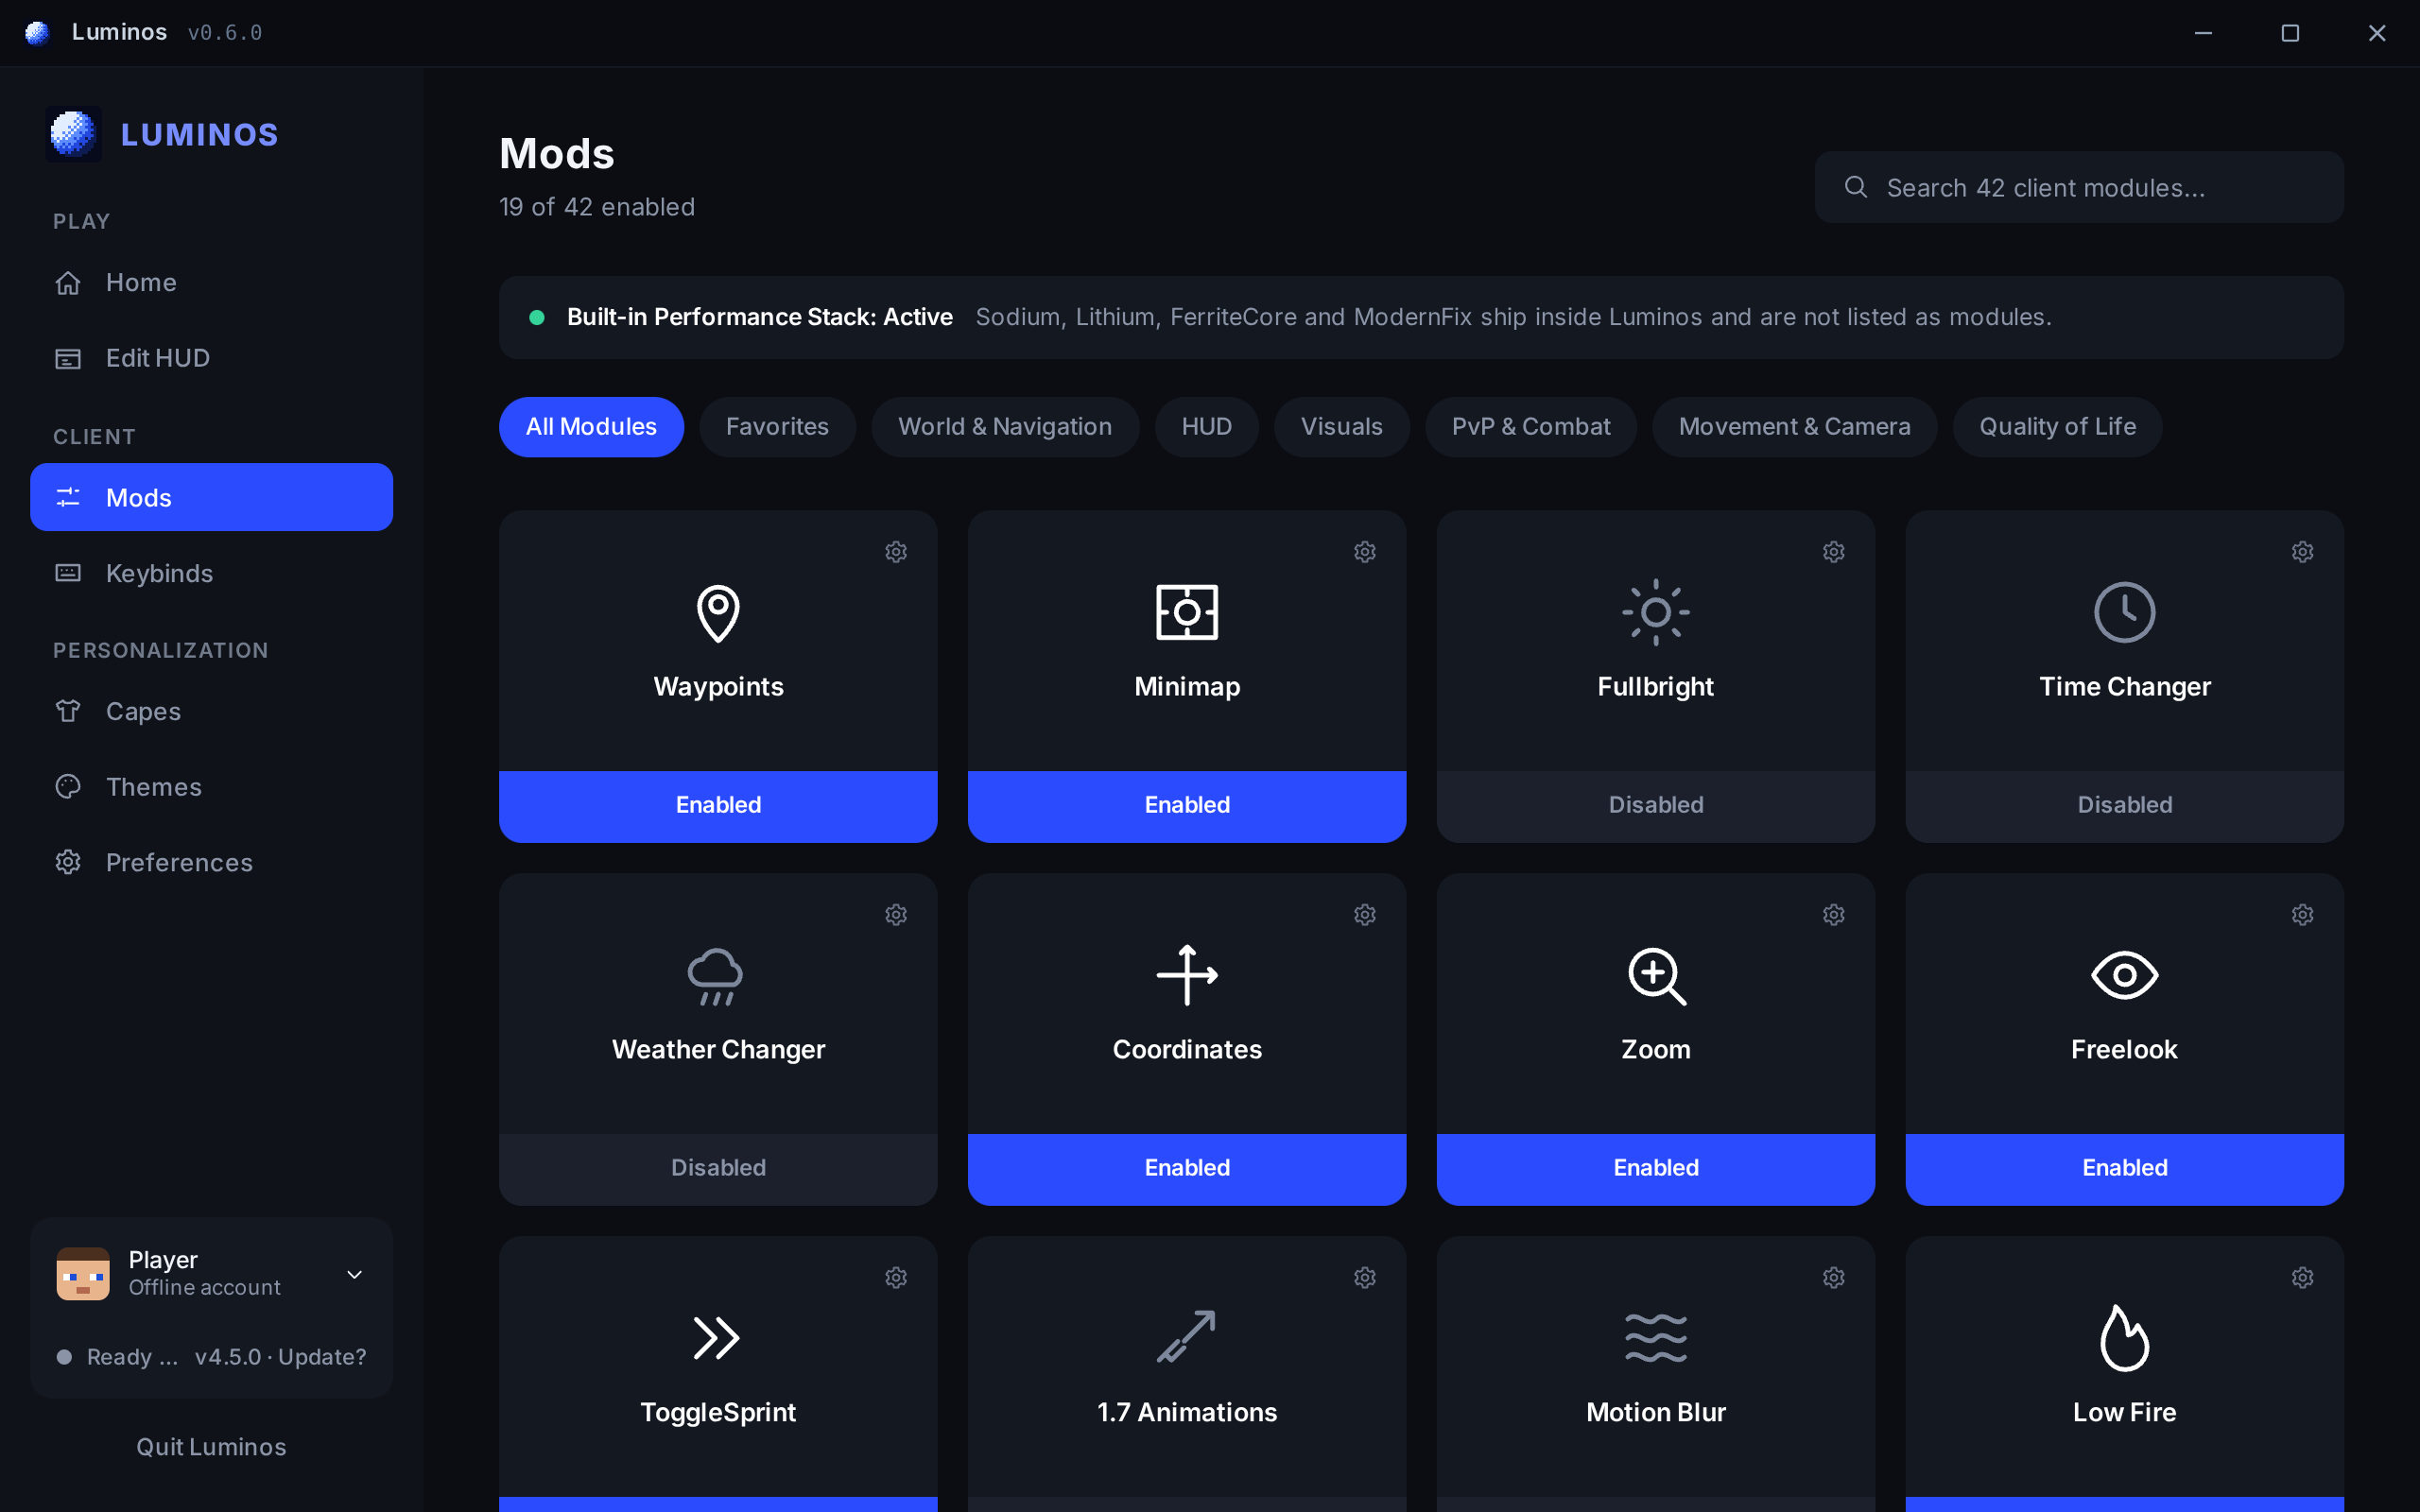 Luminos v0.6.0
LUMINOS
PLAY
Home
Edit HUD
CLIENT
Mods
Keybinds
PERSONALIZATION
Capes
Themes
Preferences
Player
Offline account
Ready ... v4.5.0 · Update?
Quit Luminos
Mods
19 of 42 enabled
Search 42 client modules...
Built-in Performance Stack: Active Sodium, Lithium, FerriteCore and ModernFix ship inside Luminos and are not listed as modules.
All Modules Favorites World & Navigation HUD Visuals PvP & Combat Movement & Camera Quality of Life
Waypoints Minimap Fullbright Time Changer
Enabled Enabled Disabled Disabled
Weather Changer Coordinates Zoom Freelook
Disabled Enabled Enabled Enabled
ToggleSprint 1.7 Animations Motion Blur Low Fire